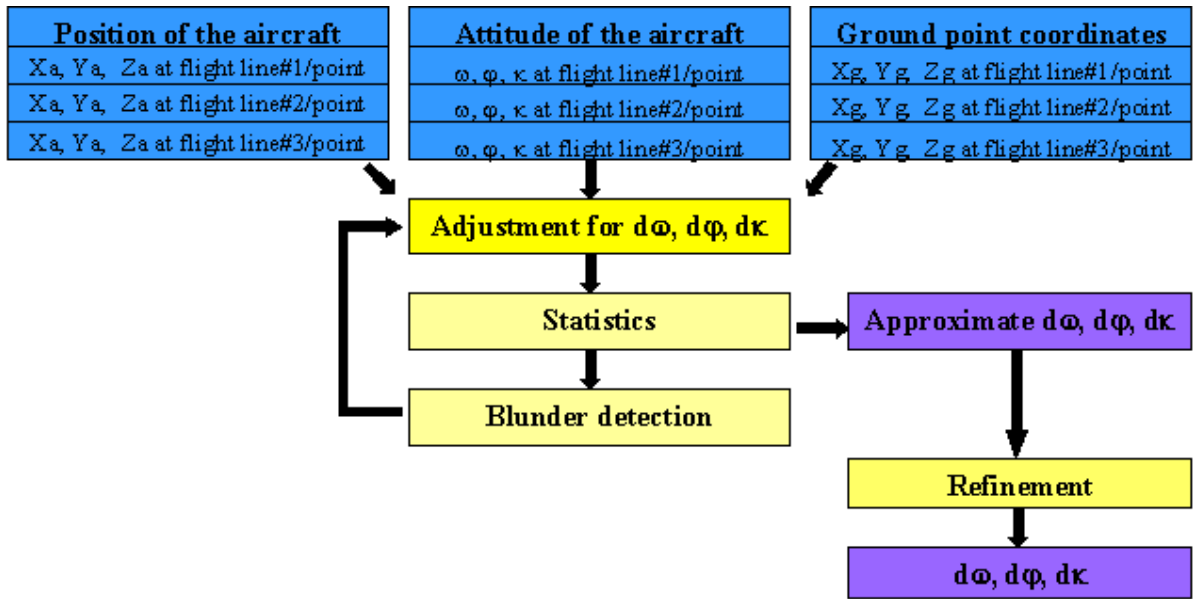 Position of the aircraft
Xa, Ya, Za at flight line#1/point
Xa, Ya, Za at flight line#2/point
Xa, Ya, Za at flight line#3/point
Attitude of the aircraft
ω, φ, κ at flight line#1/point
ω, φ, κ at flight line#2/point
ω, φ, κ at flight line#3/point
Ground point coordinates
Xg, Yg, Zg at flight line#1/point
Xg, Yg, Zg at flight line#2/point
Xg, Yg, Zg at flight line#3/point
Adjustment for dω, dφ, dκ
Statistics
Approximate dω, dφ, dκ
Blunder detection
Refinement
dω, dφ, dκ